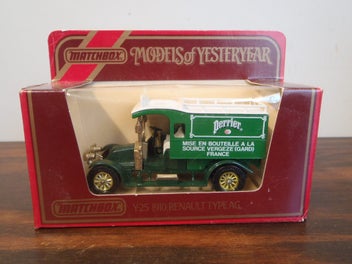 MATCHBOX
MODELS of YESTERYEAR
Perrier
MISE EN BOUTEILLE A LA
SOURCE VERGEZE (GARD)
FRANCE
MATCHBOX
Y-25 1910 RENAULT TYPE AG.